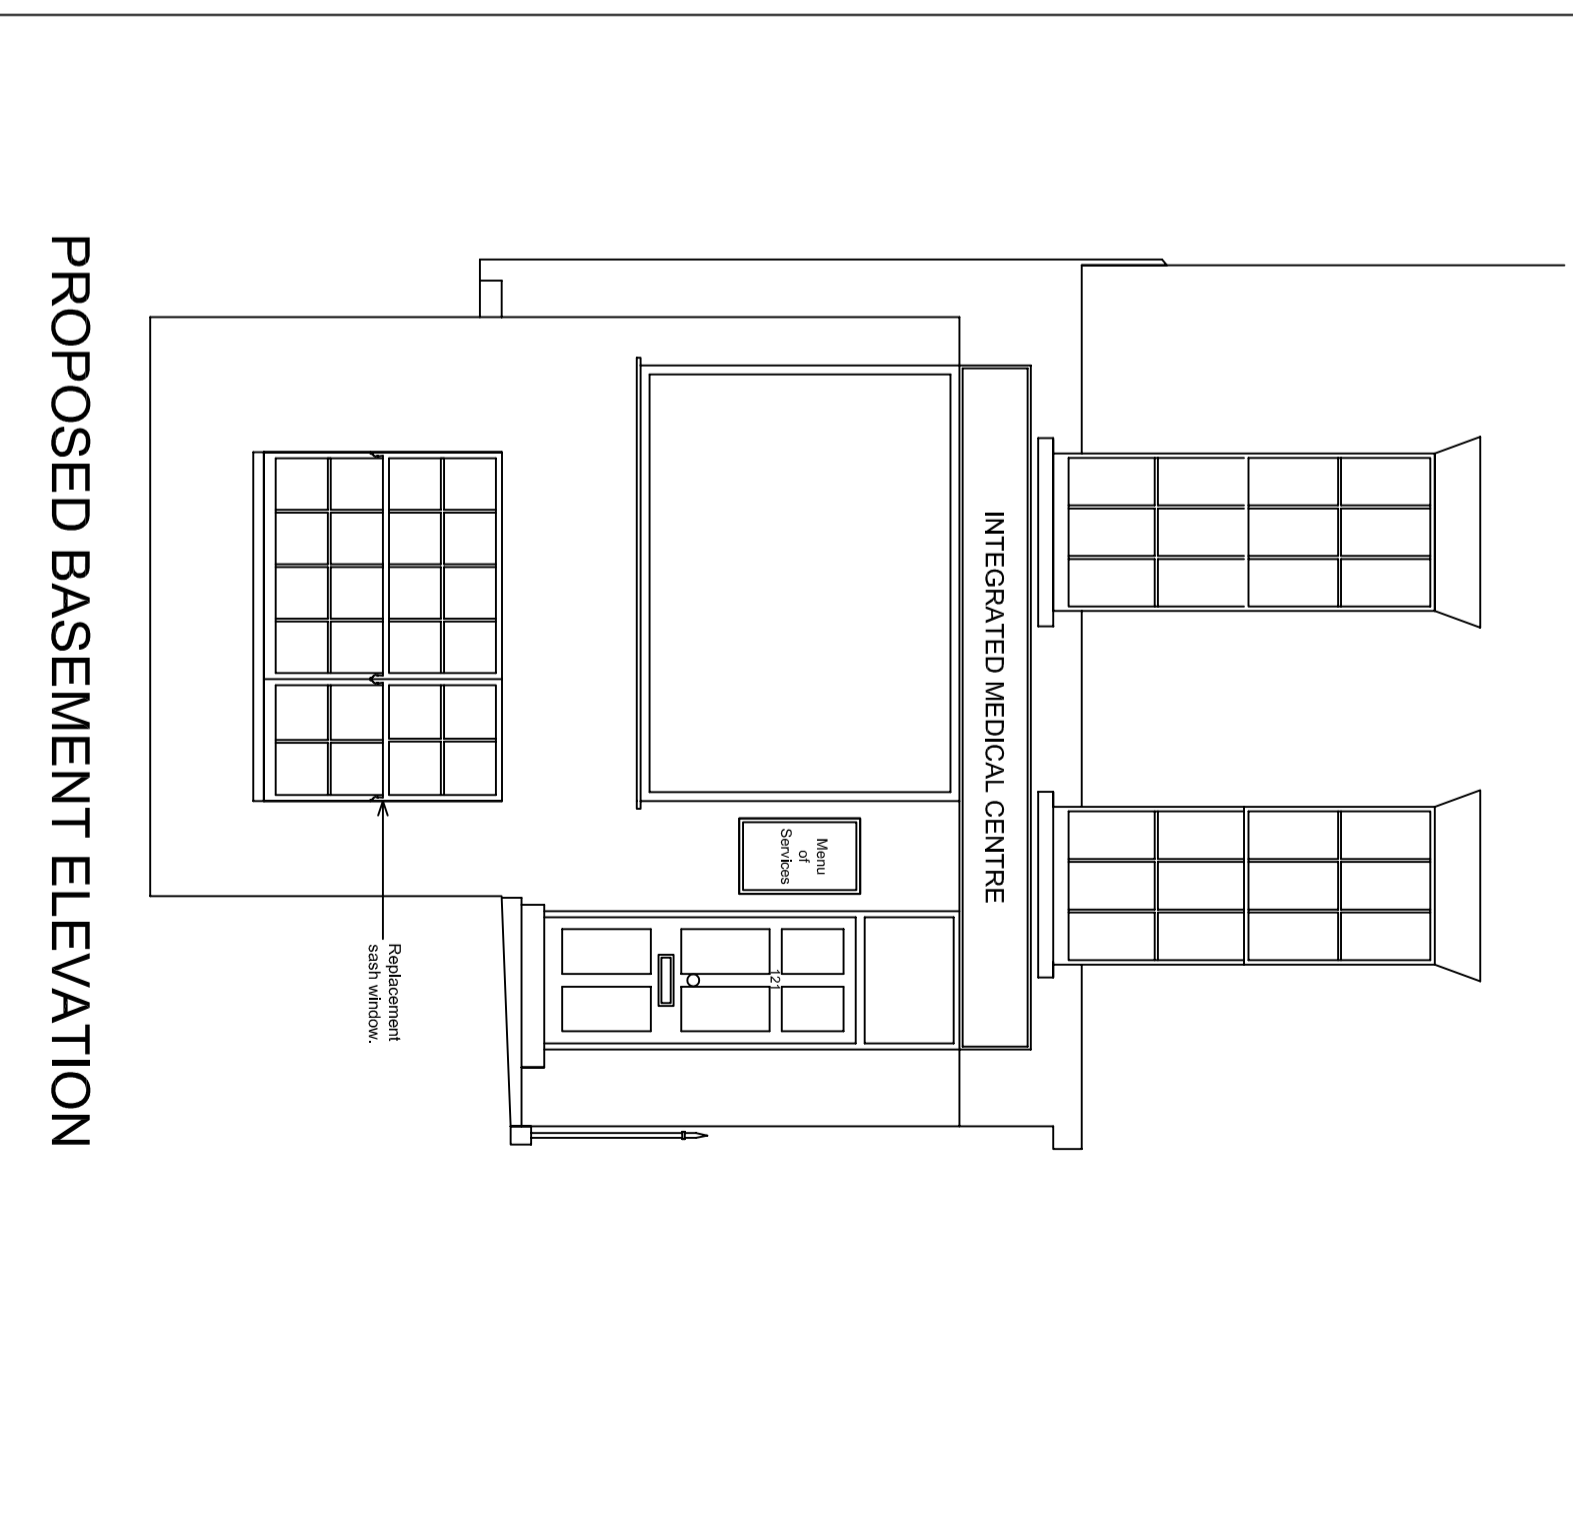 INTEGRATED MEDICAL CENTRE
Menu
of
Services
121
Replacement
sash window.
PROPOSED BASEMENT ELEVATION